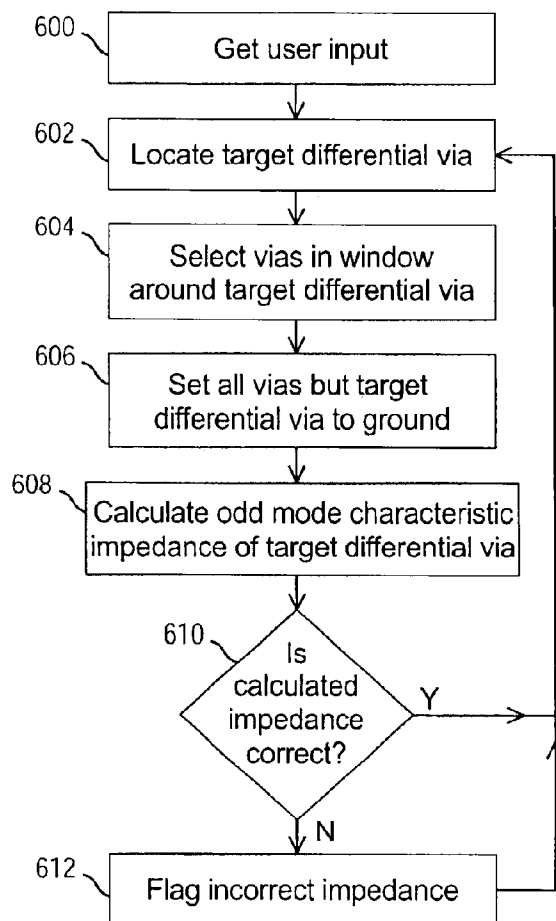 600
Get user input
602
Locate target differential via
604
Select vias in window
around target differential via
606
Set all vias but target
differential via to ground
608
Calculate odd mode characteristic
impedance of target differential via
610
Is
calculated
impedance
correct?
Y
N
612
Flag incorrect impedance